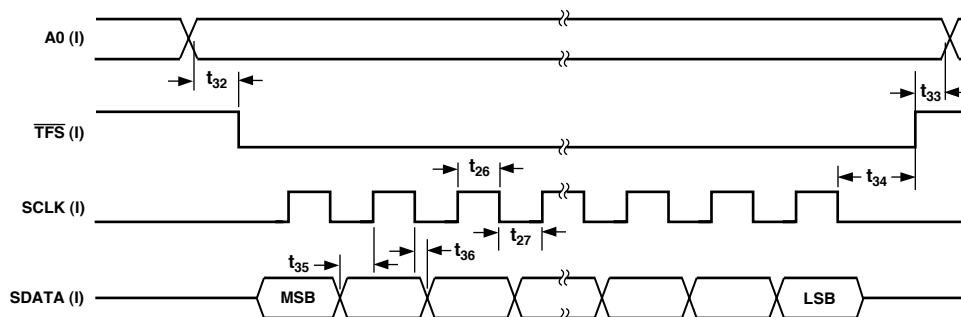 A0 (I)
t32
t33
TFS (I)
t26
t34
SCLK (I)
t27
t36
t35
SDATA (I)
MSB
LSB